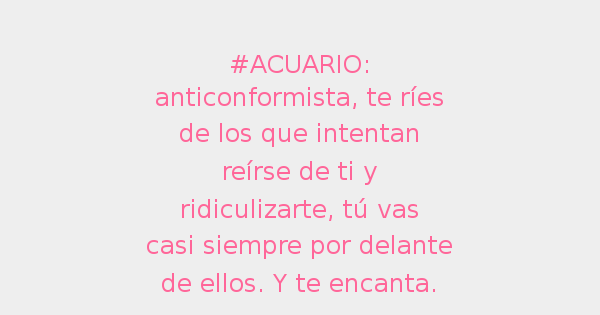 #ACUARIO:
anticonformista, te ríes
de los que intentan
reírse de ti y
ridiculizarte, tú vas
casi siempre por delante
de ellos. Y te encanta.